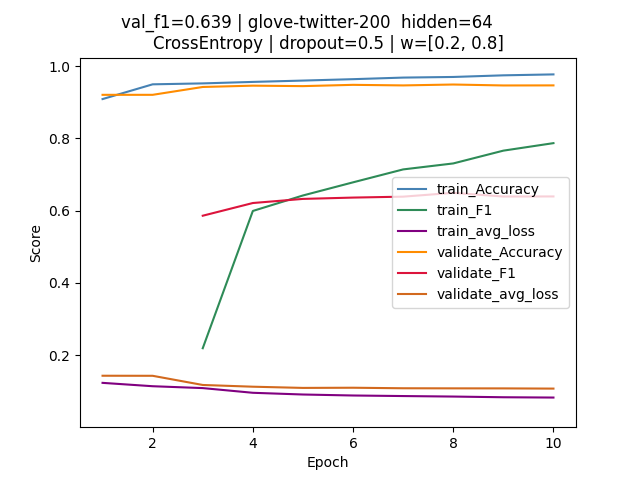 val_f1=0.639 | glove-twitter-200  hidden=64
CrossEntropy | dropout=0.5 | w=[0.2, 0.8]
1.0
0.8
0.6
0.4
0.2
Score
train_Accuracy
train_F1
train_avg_loss
validate_Accuracy
validate_F1
validate_avg_loss
2
4
6
8
10
Epoch